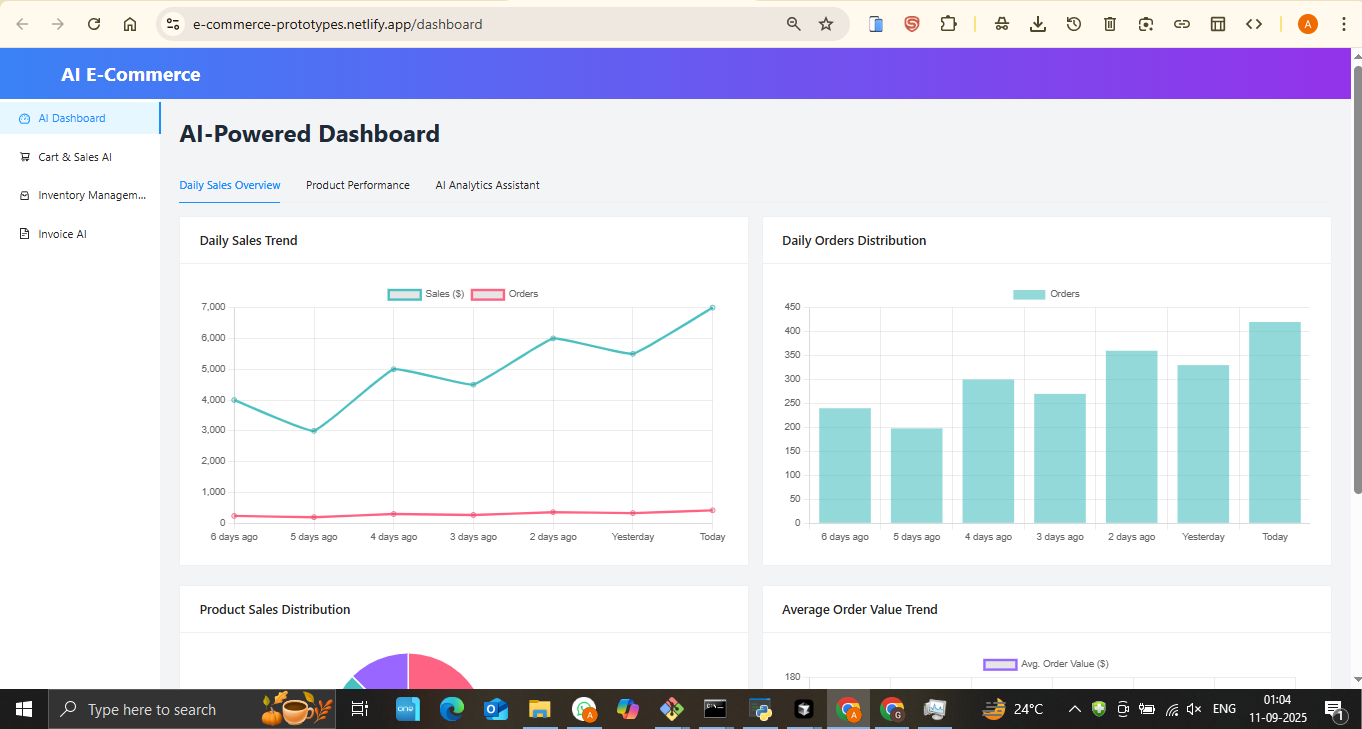 e-commerce-prototypes.netlify.app/dashboard
A
AI E-Commerce
AI Dashboard
Cart & Sales AI
Inventory Managem...
Invoice AI
AI-Powered Dashboard
Daily Sales Overview
Product Performance
AI Analytics Assistant
Daily Sales Trend
Sales ($)
Orders
7,000
6,000
5,000
4,000
3,000
2,000
1,000
0
6 days ago
5 days ago
4 days ago
3 days ago
2 days ago
Yesterday
Today
Daily Orders Distribution
Orders
450
400
350
300
250
200
150
100
50
0
6 days ago
5 days ago
4 days ago
3 days ago
2 days ago
Yesterday
Today
Product Sales Distribution
Average Order Value Trend
Avg. Order Value ($)
180
Type here to search
one
A
A
G
24°C
ENG
01:04
11-09-2025
1